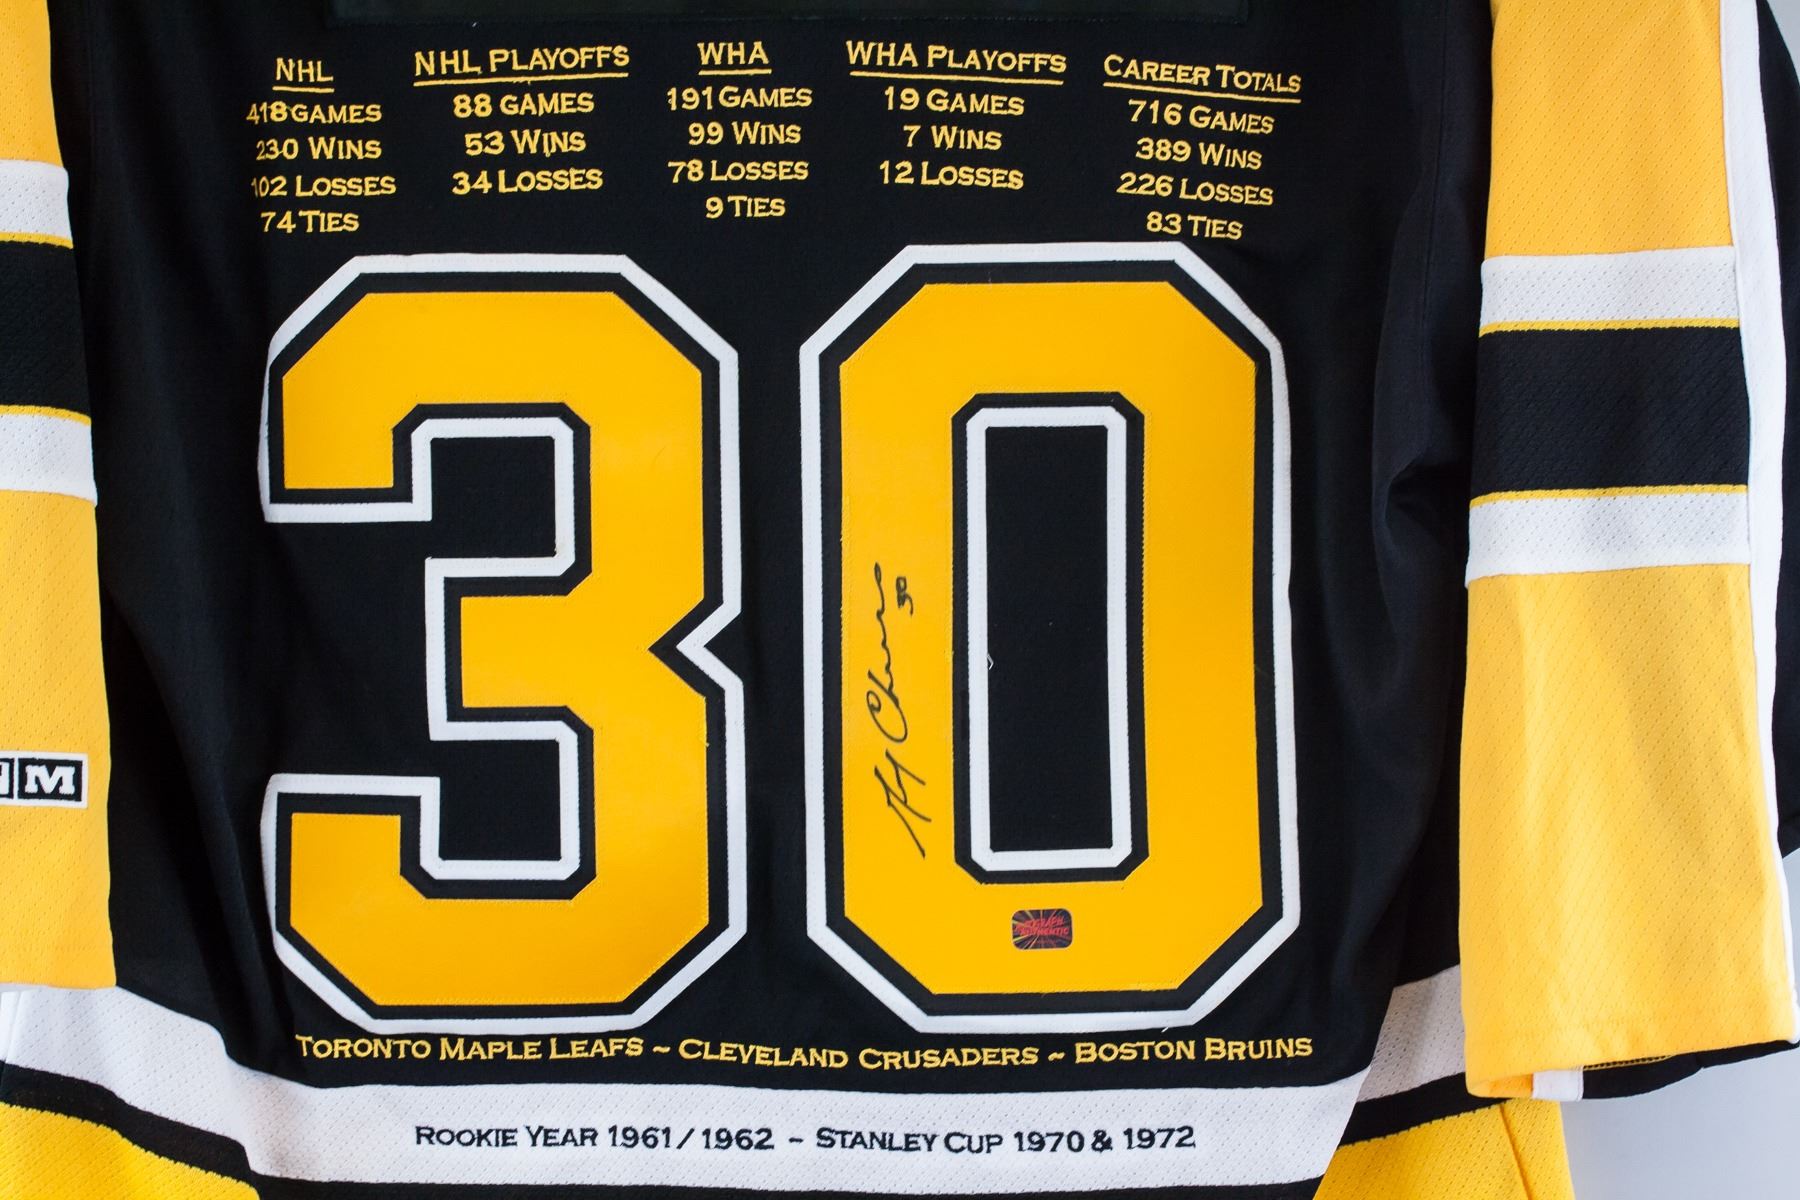 NHL
418 GAMES
230 WINS
102 LOSSES
74 TIES
NHL PLAYOFFS
88 GAMES
53 WINS
34 LOSSES
WHA
191 GAMES
99 WINS
78 LOSSES
9 TIES
WHA PLAYOFFS
19 GAMES
7 WINS
12 LOSSES
CAREER TOTALS
716 GAMES
389 WINS
226 LOSSES
83 TIES
30
30
AUTHENTIC
M
TORONTO MAPLE LEAFS ~ CLEVELAND CRUSADERS ~ BOSTON BRUINS
ROOKIE YEAR 1961/1962 ~ STANLEY CUP 1970 & 1972